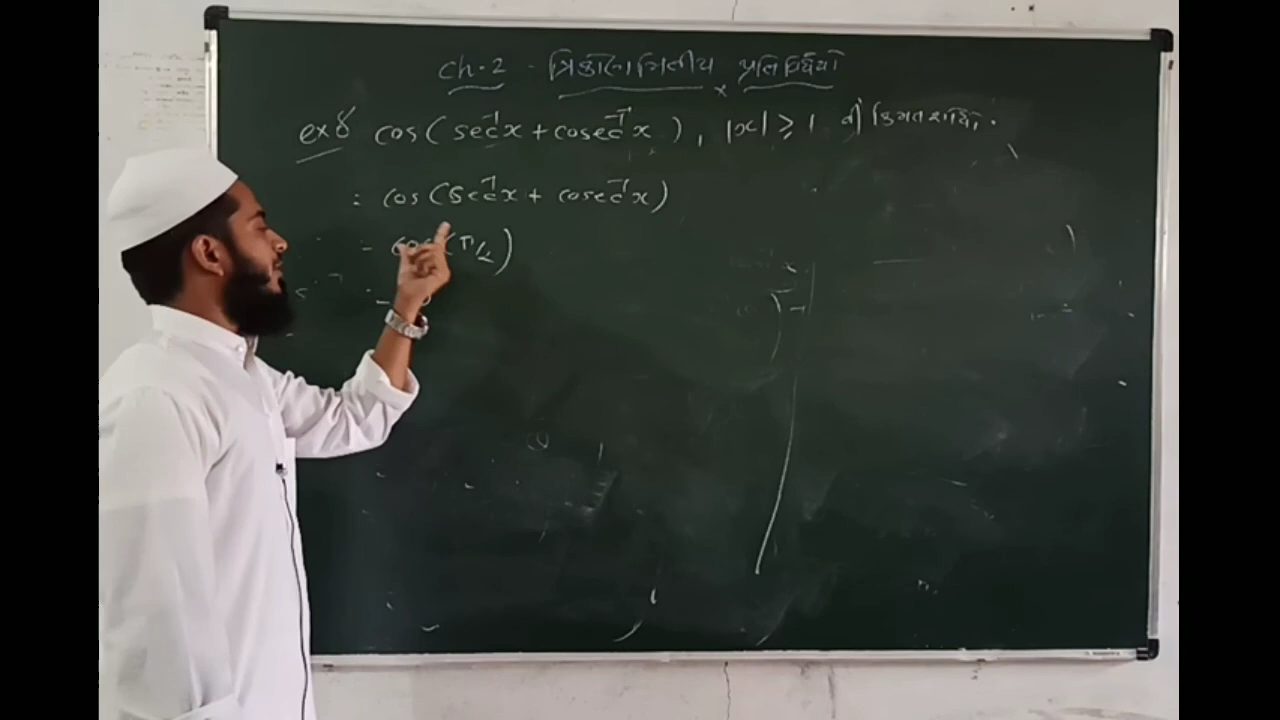 Ch-2 - ત્રિકોણમિતીય પ્રતિવિધેયો
ex 8 cos(sec⁻¹x + cosec⁻¹x), |x| ≥ 1 ની કિંમત શોધો.
= cos(sec⁻¹x + cosec⁻¹x)
= cos(π/2)